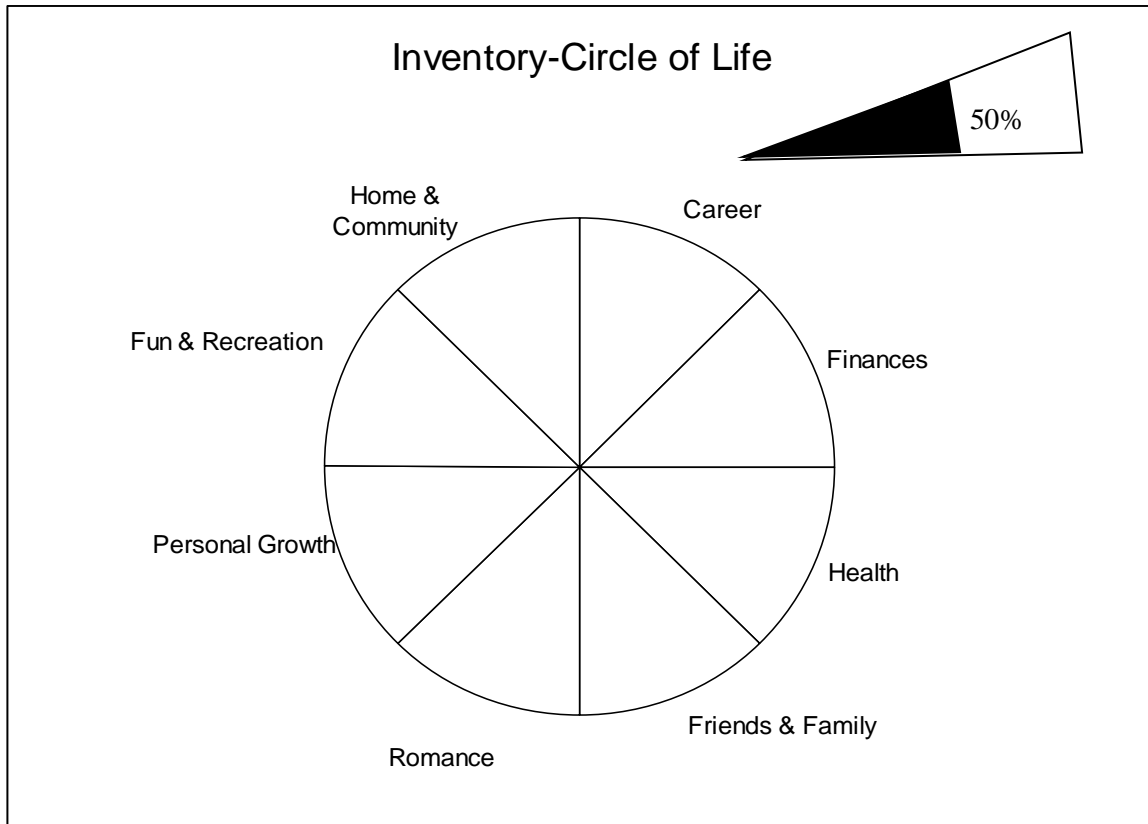 Inventory-Circle of Life
50%
Home &
Community
Career
Fun & Recreation
Finances
Personal Growth
Health
Friends & Family
Romance